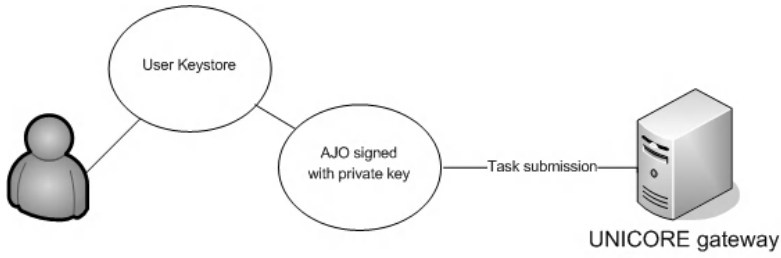 User Keystore
AJO signed
with private key
Task submission
UNICORE gateway